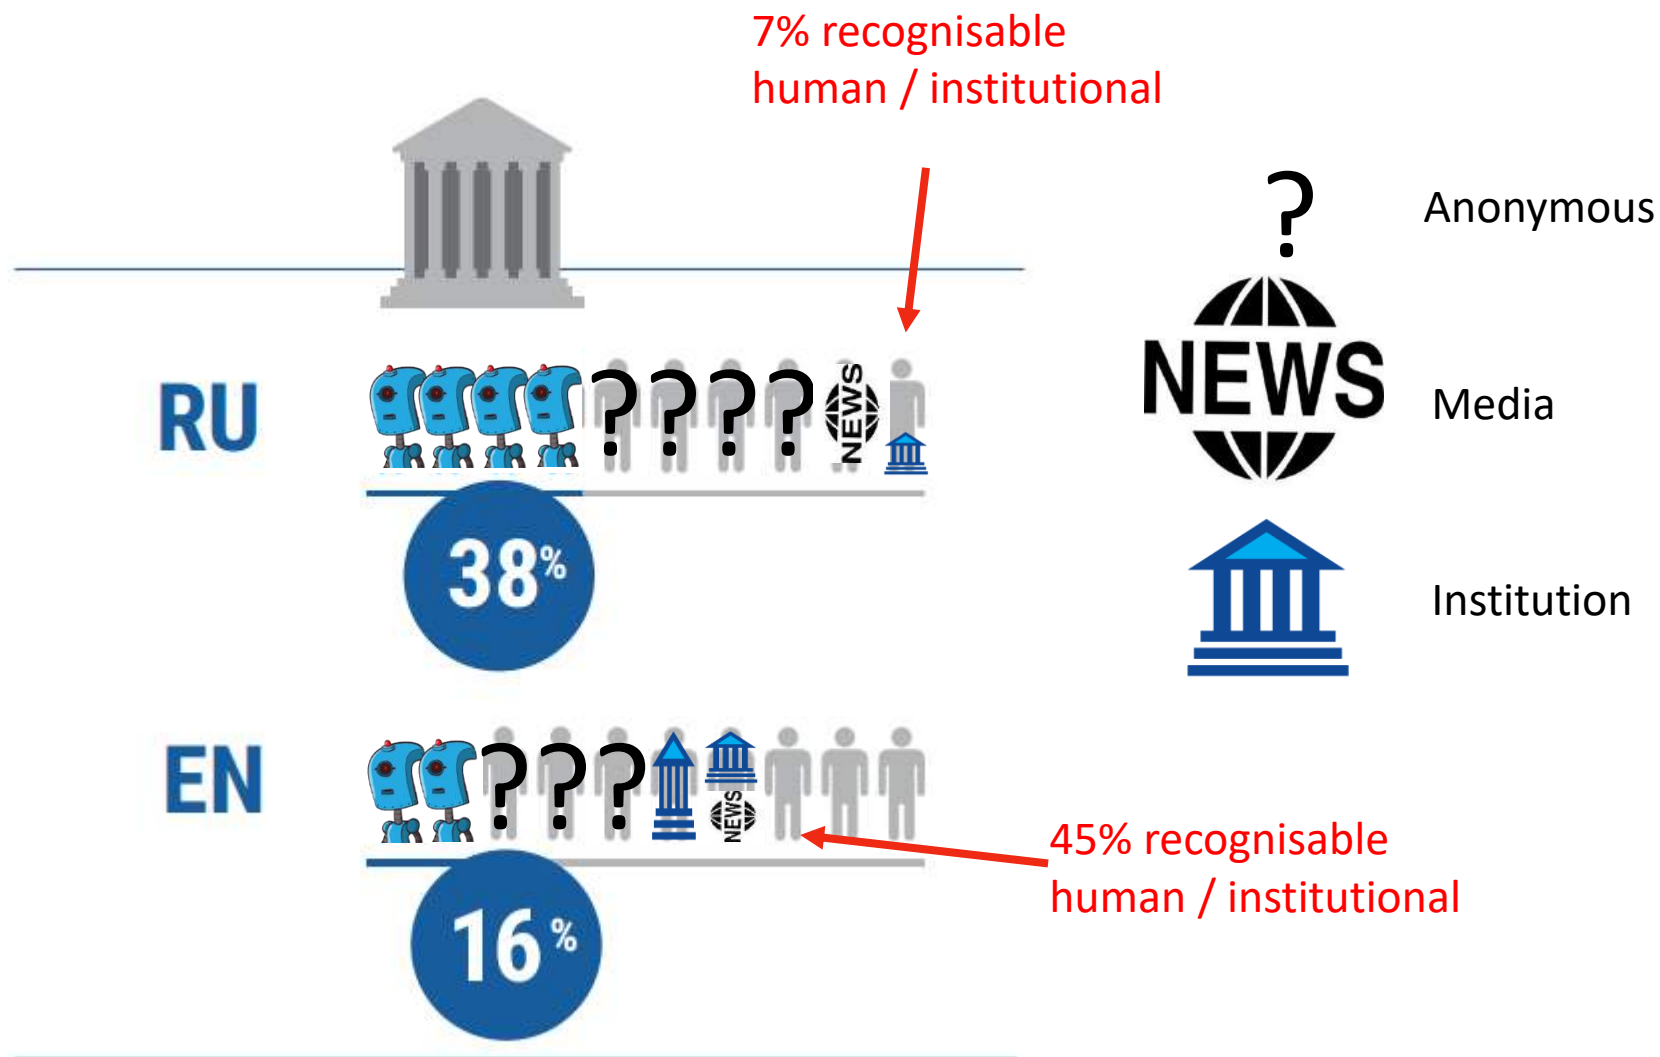 7% recognisable
human / institutional
?
Anonymous
NEWS
Media
RU
? ? ? ?
NEWS
38%
Institution
EN
? ? ?
NEWS
45% recognisable
human / institutional
16%